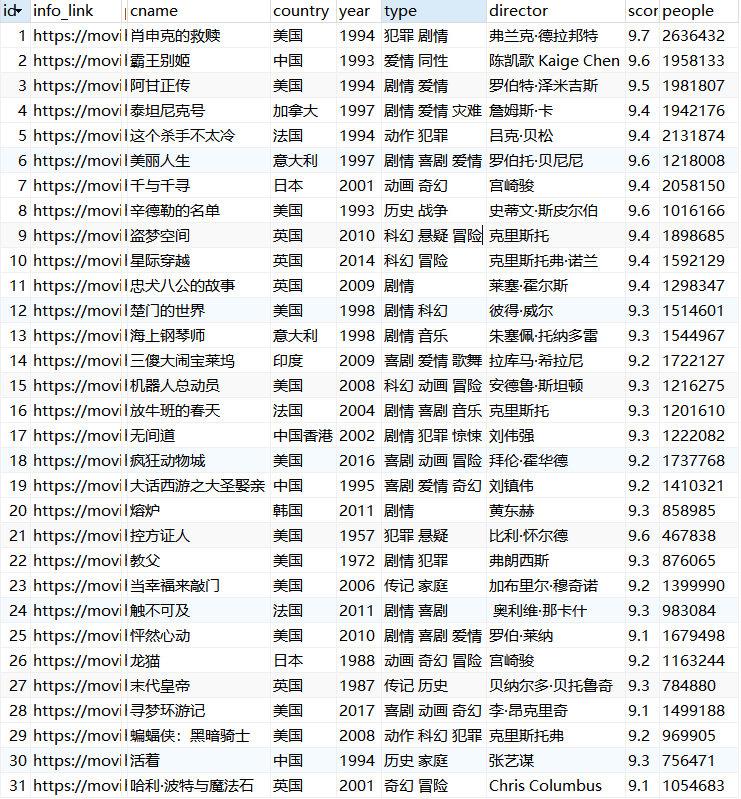 id info_link cname country year type director scor people
1 https://movi 肖申克的救赎 美国 1994 犯罪 剧情 弗兰克·德拉邦特 9.7 2636432
2 https://movi 霸王别姬 中国 1993 爱情 同性 陈凯歌 Kaige Chen 9.6 1958133
3 https://movi 阿甘正传 美国 1994 剧情 爱情 罗伯特·泽米吉斯 9.5 1981807
4 https://movi 泰坦尼克号 加拿大 1997 剧情 爱情 灾难 詹姆斯·卡 9.4 1942176
5 https://movi 这个杀手不太冷 法国 1994 动作 犯罪 吕克·贝松 9.4 2131874
6 https://movi 美丽人生 意大利 1997 剧情 喜剧 爱情 罗伯托·贝尼尼 9.6 1218008
7 https://movi 千与千寻 日本 2001 动画 奇幻 宫崎骏 9.4 2058150
8 https://movi 辛德勒的名单 美国 1993 历史 战争 史蒂文·斯皮尔伯 9.6 1016166
9 https://movi 盗梦空间 英国 2010 科幻 悬疑 冒险 克里斯托 9.4 1898685
10 https://movi 星际穿越 英国 2014 科幻 冒险 克里斯托弗·诺兰 9.4 1592129
11 https://movi 忠犬八公的故事 英国 2009 剧情 莱塞·霍尔斯 9.4 1298347
12 https://movi 楚门的世界 美国 1998 剧情 科幻 彼得·威尔 9.3 1514601
13 https://movi 海上钢琴师 意大利 1998 剧情 音乐 朱塞佩·托纳多雷 9.3 1544967
14 https://movi 三傻大闹宝莱坞 印度 2009 喜剧 爱情 歌舞 拉库马·希拉尼 9.2 1722127
15 https://movi 机器人总动员 美国 2008 科幻 动画 冒险 安德鲁·斯坦顿 9.3 1216275
16 https://movi 放牛班的春天 法国 2004 剧情 喜剧 音乐 克里斯托 9.3 1201610
17 https://movi 无间道 中国香港 2002 剧情 犯罪 惊悚 刘伟强 9.3 1222082
18 https://movi 疯狂动物城 美国 2016 喜剧 动画 冒险 拜伦·霍华德 9.2 1737768
19 https://movi 大话西游之大圣娶亲 中国 1995 喜剧 爱情 奇幻 刘镇伟 9.2 1410321
20 https://movi 熔炉 韩国 2011 剧情 黄东赫 9.3 858985
21 https://movi 控方证人 美国 1957 犯罪 悬疑 比利·怀尔德 9.6 467838
22 https://movi 教父 美国 1972 剧情 犯罪 弗朗西斯 9.3 876065
23 https://movi 当幸福来敲门 美国 2006 传记 家庭 加布里尔·穆奇诺 9.2 1399990
24 https://movi 触不可及 法国 2011 剧情 喜剧 奥利维·那卡什 9.3 983084
25 https://movi 怦然心动 美国 2010 剧情 喜剧 爱情 罗伯·莱纳 9.1 1679498
26 https://movi 龙猫 日本 1988 动画 奇幻 冒险 宫崎骏 9.2 1163244
27 https://movi 末代皇帝 英国 1987 传记 历史 贝纳尔多·贝托鲁奇 9.3 784880
28 https://movi 寻梦环游记 美国 2017 喜剧 动画 奇幻 李·昂克里奇 9.1 1499188
29 https://movi 蝙蝠侠：黑暗骑士 美国 2008 动作 科幻 犯罪 克里斯托弗 9.2 969905
30 https://movi 活着 中国 1994 历史 家庭 张艺谋 9.3 756471
31 https://movi 哈利·波特与魔法石 英国 2001 奇幻 冒险 Chris Columbus 9.1 1054683